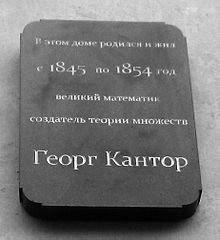 В этом доме родился и жил
с 1845 по 1854 год
великий математик
создатель теории множеств
Георг Кантор